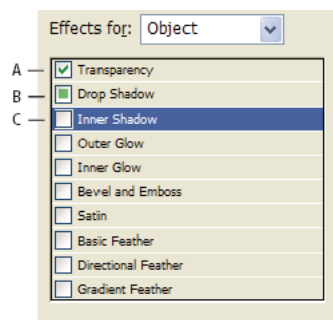 Effects for: Object
A Transparency
B Drop Shadow
C Inner Shadow
Outer Glow
Inner Glow
Bevel and Emboss
Satin
Basic Feather
Directional Feather
Gradient Feather